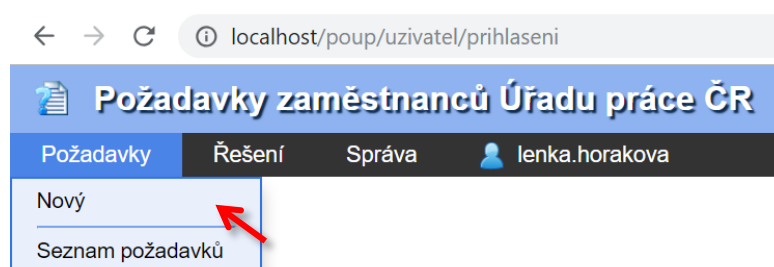 localhost/poup/uzivatel/prihlaseni
Požadavky zaměstnanců Úřadu práce ČR
Požadavky Řešení Správa lenka.horakova
Nový
Seznam požadavků